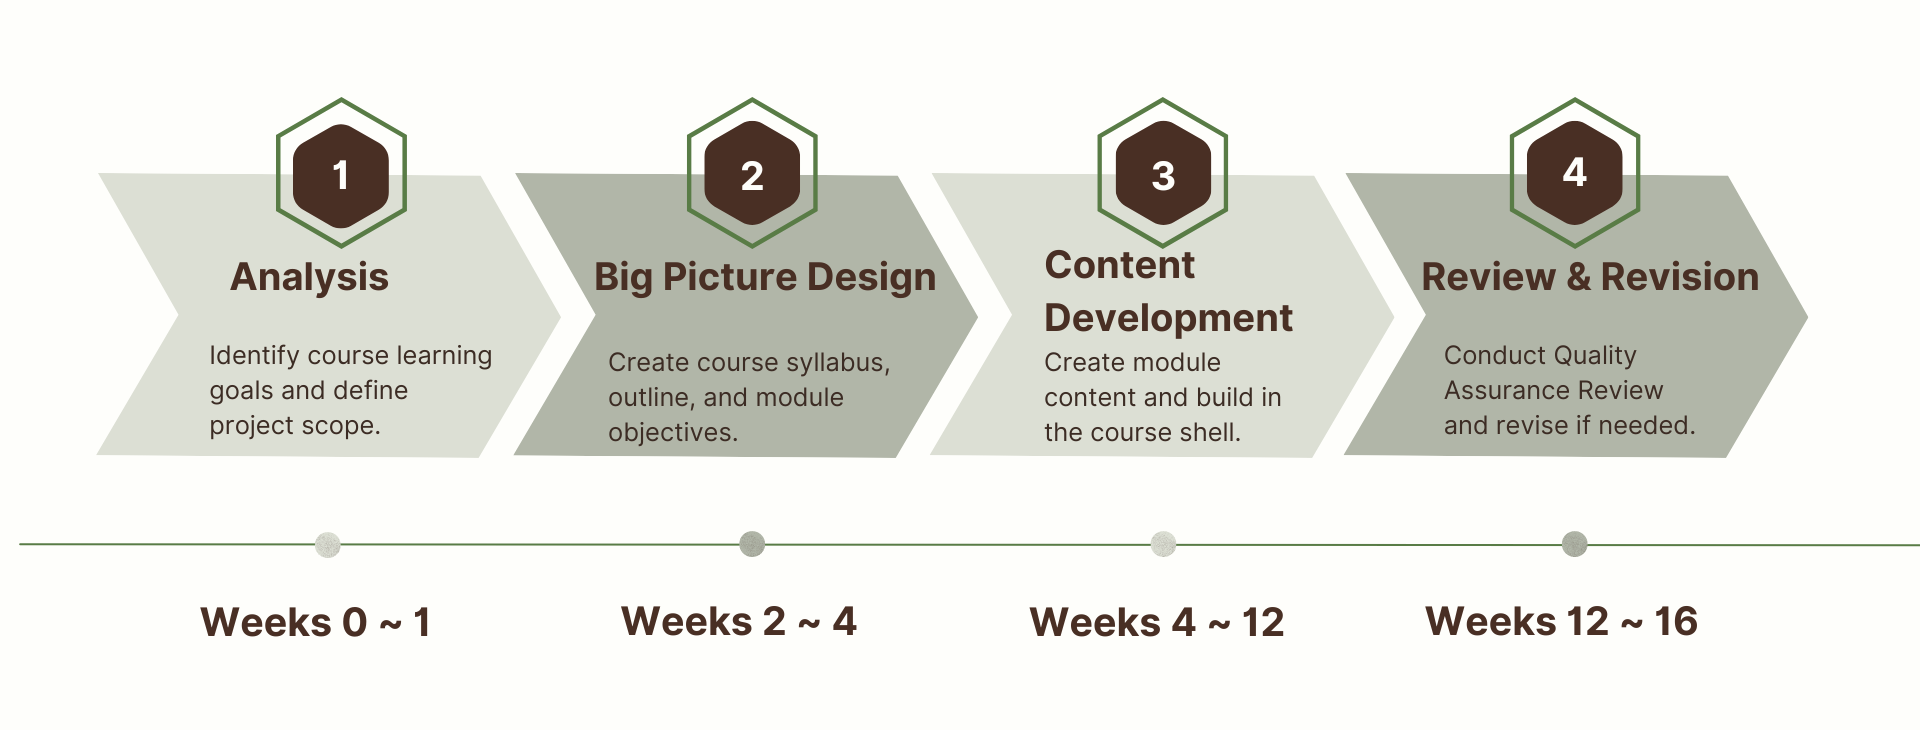 1
Analysis
Identify course learning
goals and define
project scope.
2
Big Picture Design
Create course syllabus,
outline, and module
objectives.
3
Content
Development
Create module
content and build in
the course shell.
4
Review & Revision
Conduct Quality
Assurance Review
and revise if needed.
Weeks 0 ~ 1
Weeks 2 ~ 4
Weeks 4 ~ 12
Weeks 12 ~ 16